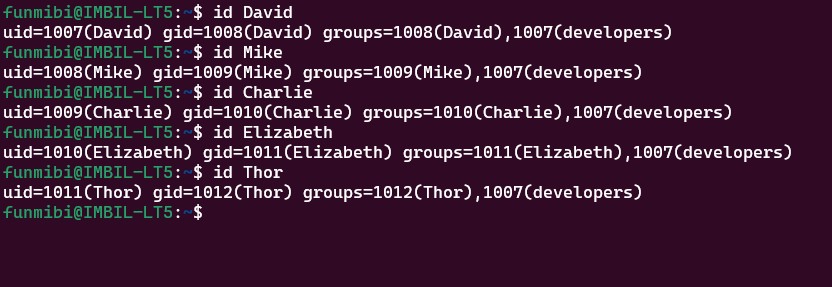 funmibi@IMBIL-LT5:~$ id David
uid=1007(David) gid=1008(David) groups=1008(David),1007(developers)
funmibi@IMBIL-LT5:~$ id Mike
uid=1008(Mike) gid=1009(Mike) groups=1009(Mike),1007(developers)
funmibi@IMBIL-LT5:~$ id Charlie
uid=1009(Charlie) gid=1010(Charlie) groups=1010(Charlie),1007(developers)
funmibi@IMBIL-LT5:~$ id Elizabeth
uid=1010(Elizabeth) gid=1011(Elizabeth) groups=1011(Elizabeth),1007(developers)
funmibi@IMBIL-LT5:~$ id Thor
uid=1011(Thor) gid=1012(Thor) groups=1012(Thor),1007(developers)
funmibi@IMBIL-LT5:~$